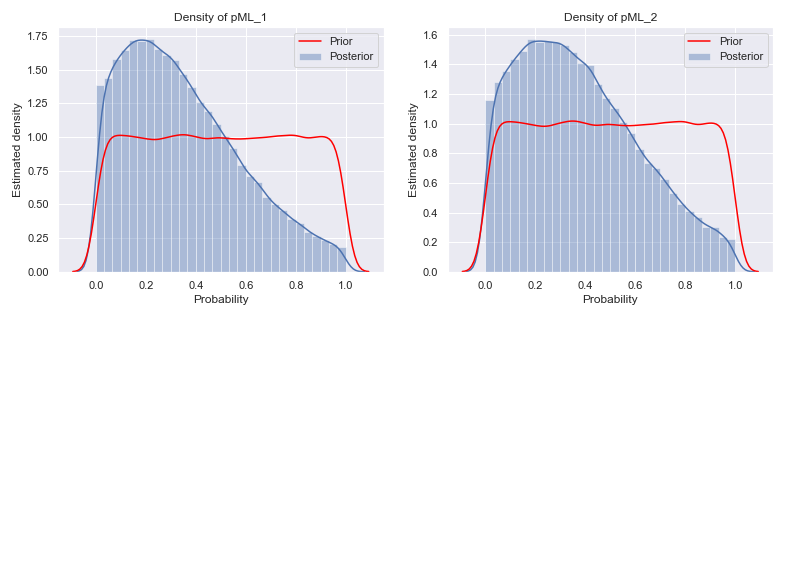 Density of pML_1
Estimated density
1.75
1.50
1.25
1.00
0.75
0.50
0.25
0.00
0.0 0.2 0.4 0.6 0.8 1.0
Probability
Prior
Posterior
Density of pML_2
Estimated density
1.6
1.4
1.2
1.0
0.8
0.6
0.4
0.2
0.0
0.0 0.2 0.4 0.6 0.8 1.0
Probability
Prior
Posterior